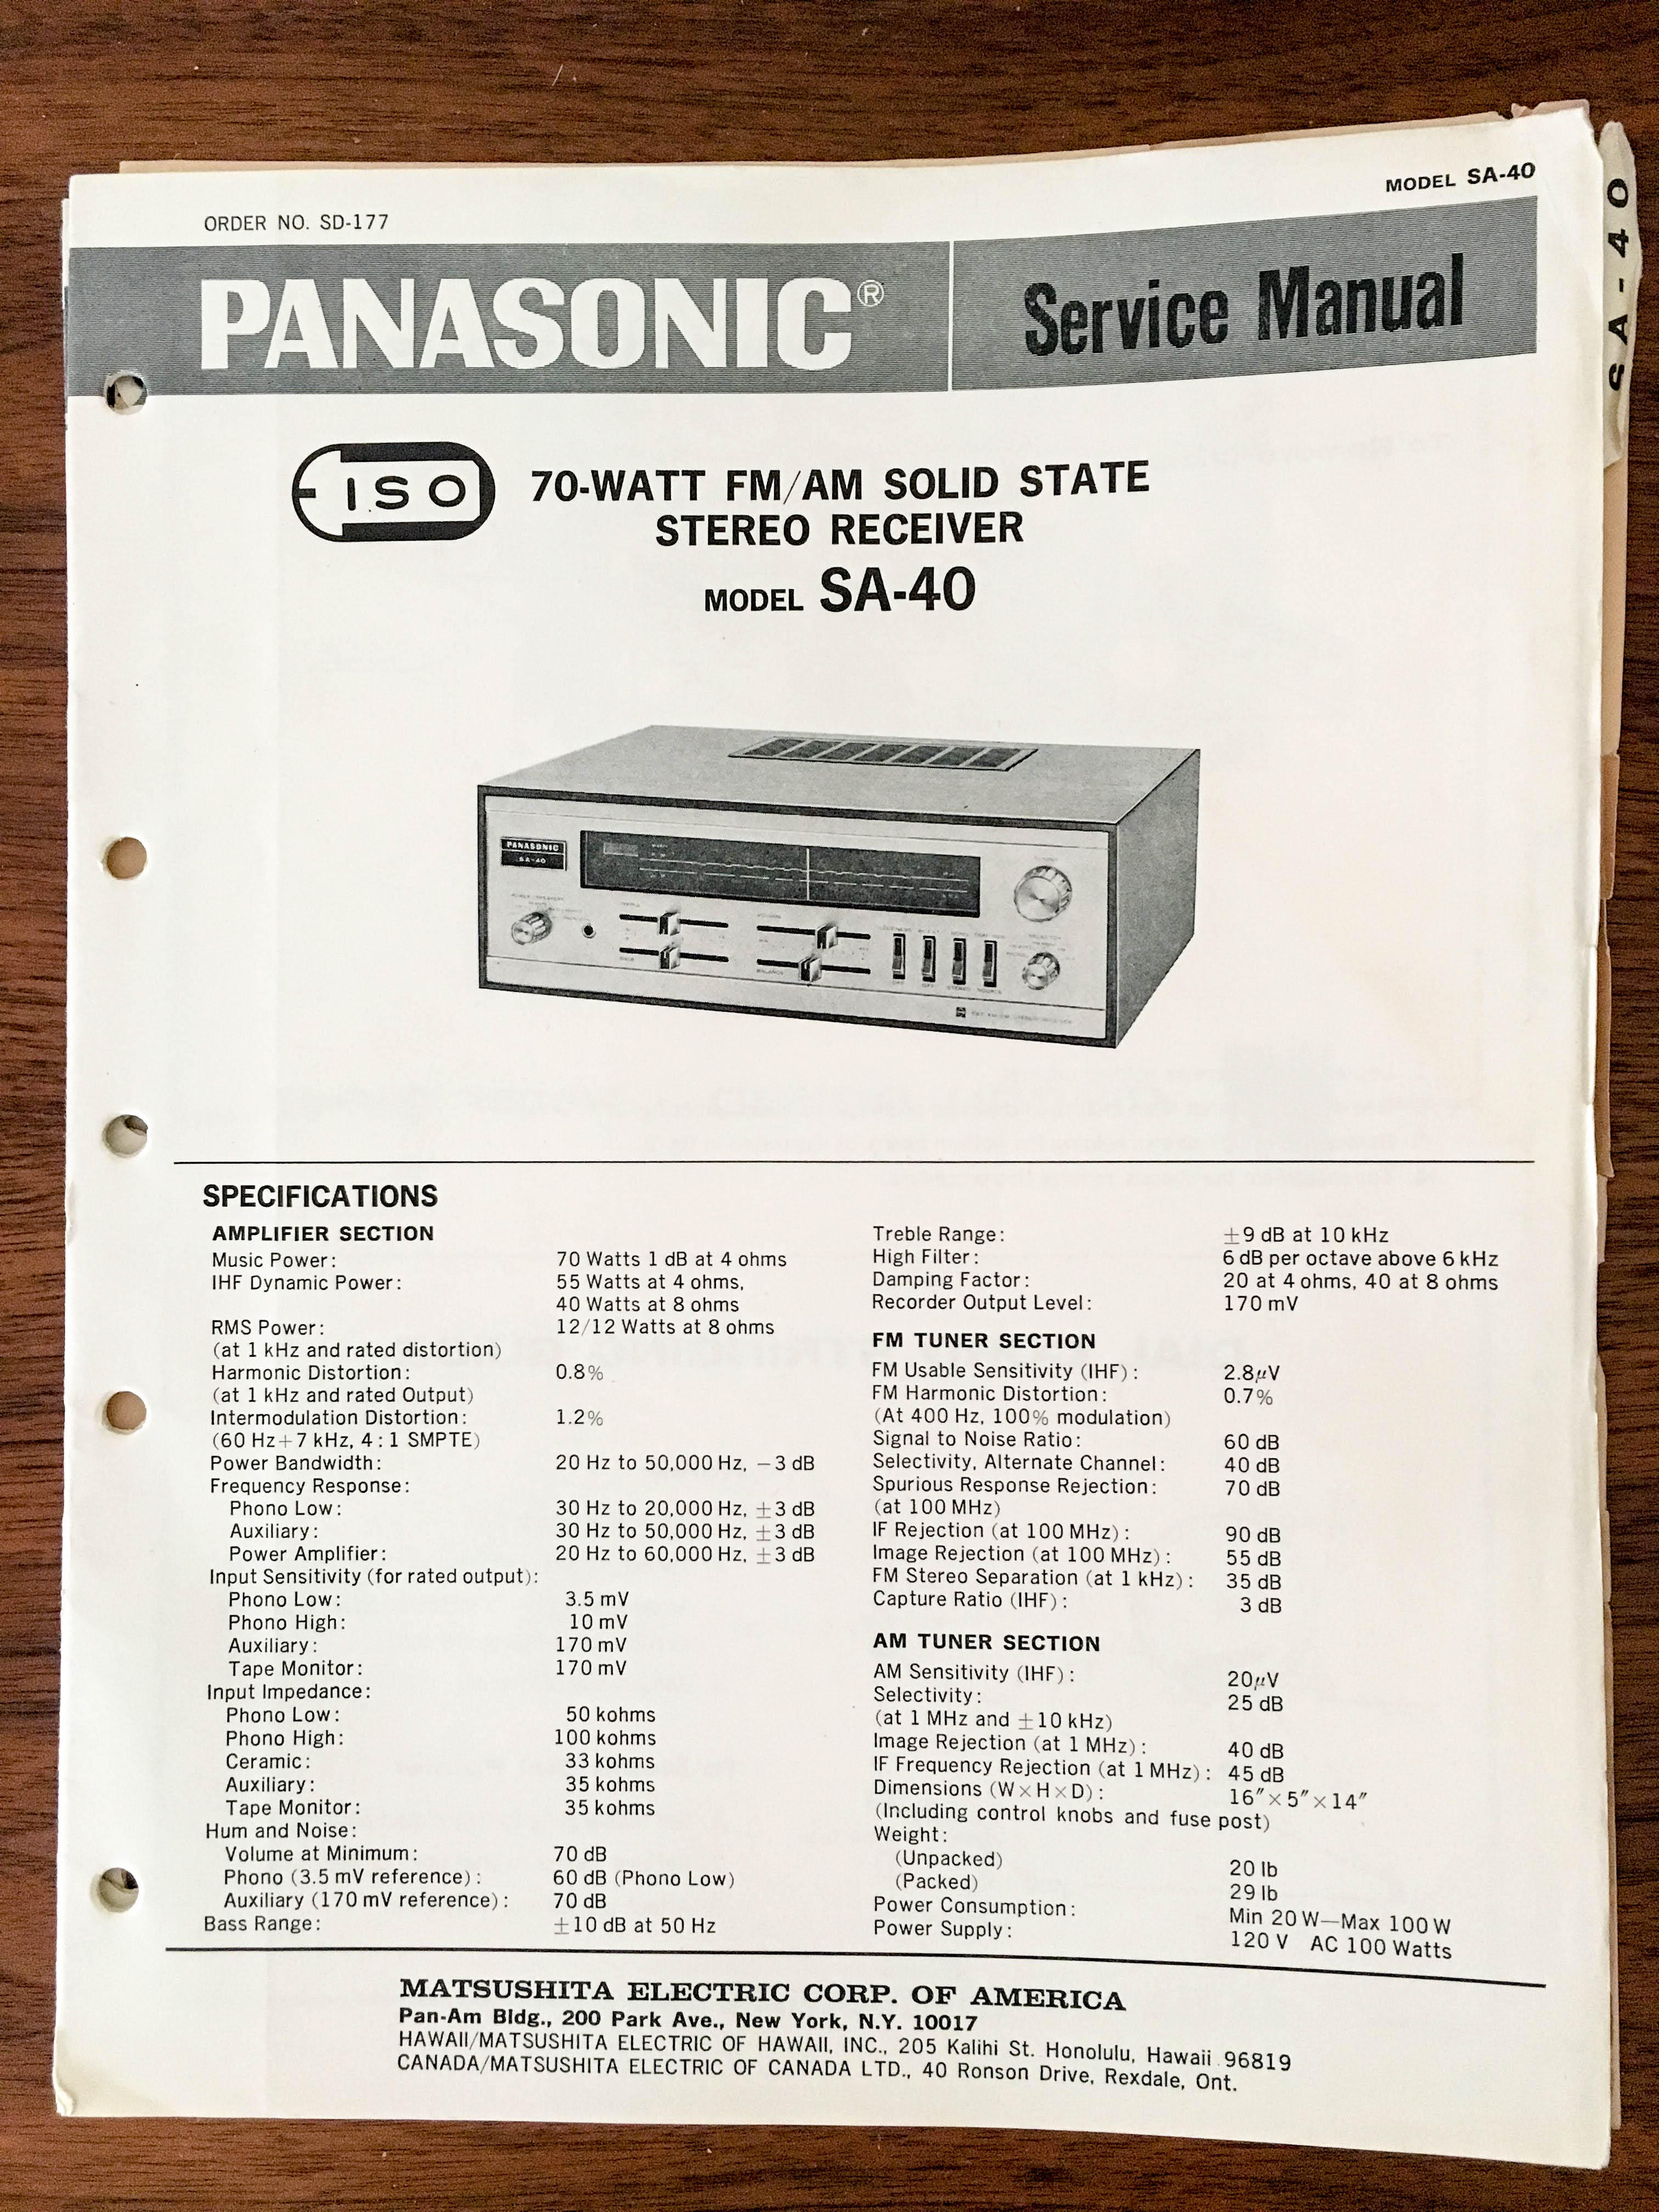 MODEL SA-40
ORDER NO. SD-177
SA-40
PANASONIC®
Service Manual
ISO
70-WATT FM/AM SOLID STATE
STEREO RECEIVER
MODEL SA-40
PANASONIC
SA-40
SPECIFICATIONS
AMPLIFIER SECTION
Music Power: 70 Watts 1 dB at 4 ohms
IHF Dynamic Power: 55 Watts at 4 ohms,
40 Watts at 8 ohms
RMS Power: 12/12 Watts at 8 ohms
(at 1 kHz and rated distortion)
Harmonic Distortion: 0.8%
(at 1 kHz and rated Output)
Intermodulation Distortion: 1.2%
(60 Hz+7 kHz, 4:1 SMPTE)
Power Bandwidth: 20 Hz to 50,000 Hz, −3 dB
Frequency Response:
Phono Low: 30 Hz to 20,000 Hz, ±3 dB
Auxiliary: 30 Hz to 50,000 Hz, ±3 dB
Power Amplifier: 20 Hz to 60,000 Hz, ±3 dB
Input Sensitivity (for rated output):
Phono Low: 3.5 mV
Phono High: 10 mV
Auxiliary: 170 mV
Tape Monitor: 170 mV
Input Impedance:
Phono Low: 50 kohms
Phono High: 100 kohms
Ceramic: 33 kohms
Auxiliary: 35 kohms
Tape Monitor: 35 kohms
Hum and Noise:
Volume at Minimum: 70 dB
Phono (3.5 mV reference): 60 dB (Phono Low)
Auxiliary (170 mV reference): 70 dB
Bass Range: ±10 dB at 50 Hz
Treble Range: ±9 dB at 10 kHz
High Filter: 6 dB per octave above 6 kHz
Damping Factor: 20 at 4 ohms, 40 at 8 ohms
Recorder Output Level: 170 mV
FM TUNER SECTION
FM Usable Sensitivity (IHF): 2.8μV
FM Harmonic Distortion: 0.7%
(At 400 Hz, 100% modulation)
Signal to Noise Ratio: 60 dB
Selectivity, Alternate Channel: 40 dB
Spurious Response Rejection: 70 dB
(at 100 MHz)
IF Rejection (at 100 MHz): 90 dB
Image Rejection (at 100 MHz): 55 dB
FM Stereo Separation (at 1 kHz): 35 dB
Capture Ratio (IHF): 3 dB
AM TUNER SECTION
AM Sensitivity (IHF): 20μV
Selectivity: 25 dB
(at 1 MHz and ±10 kHz)
Image Rejection (at 1 MHz): 40 dB
IF Frequency Rejection (at 1 MHz): 45 dB
Dimensions (W×H×D): 16″×5″×14″
(Including control knobs and fuse post)
Weight:
(Unpacked) 20 lb
(Packed) 29 lb
Power Consumption: Min 20 W—Max 100 W
Power Supply: 120 V AC 100 Watts
MATSUSHITA ELECTRIC CORP. OF AMERICA
Pan-Am Bldg., 200 Park Ave., New York, N.Y. 10017
HAWAII/MATSUSHITA ELECTRIC OF HAWAII, INC., 205 Kalihi St. Honolulu, Hawaii 96819
CANADA/MATSUSHITA ELECTRIC OF CANADA LTD., 40 Ronson Drive, Rexdale, Ont.